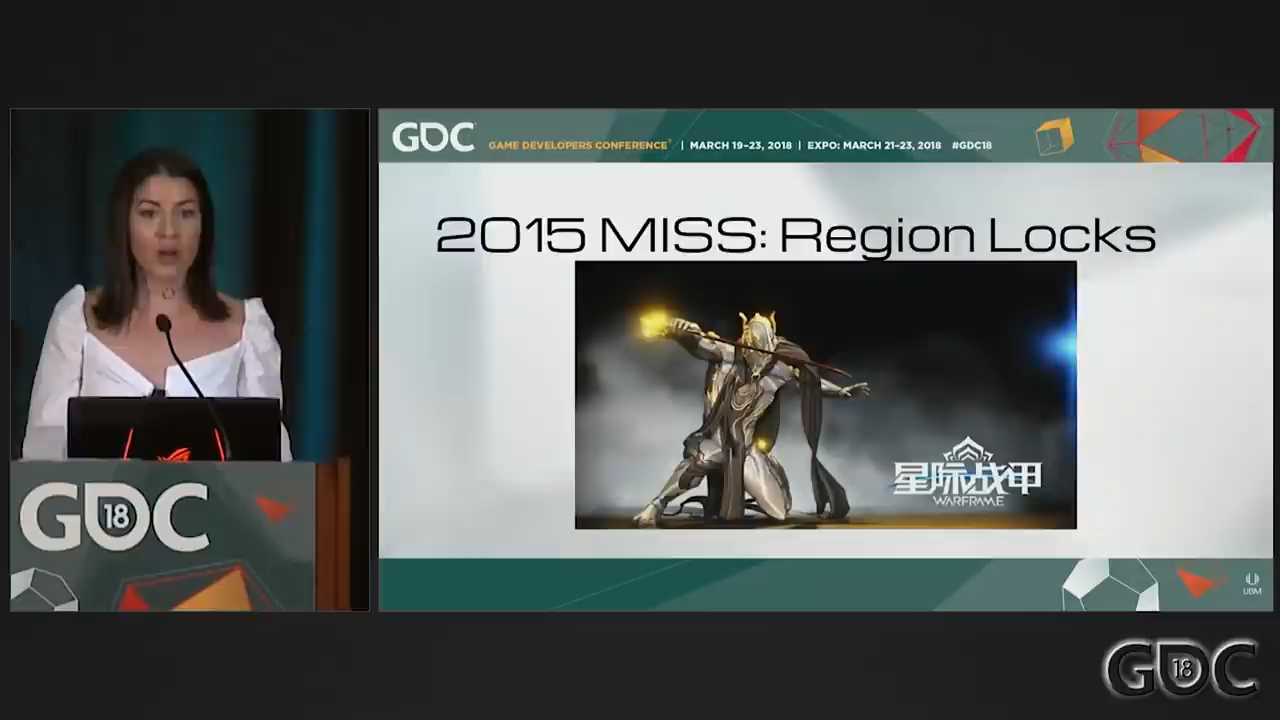 GDC GAME DEVELOPERS CONFERENCE® | MARCH 19–23, 2018 | EXPO: MARCH 21–23, 2018 #GDC18
2015 MISS: Region Locks
星际战甲
WARFRAME
GDC
18
UBM
GDC
18